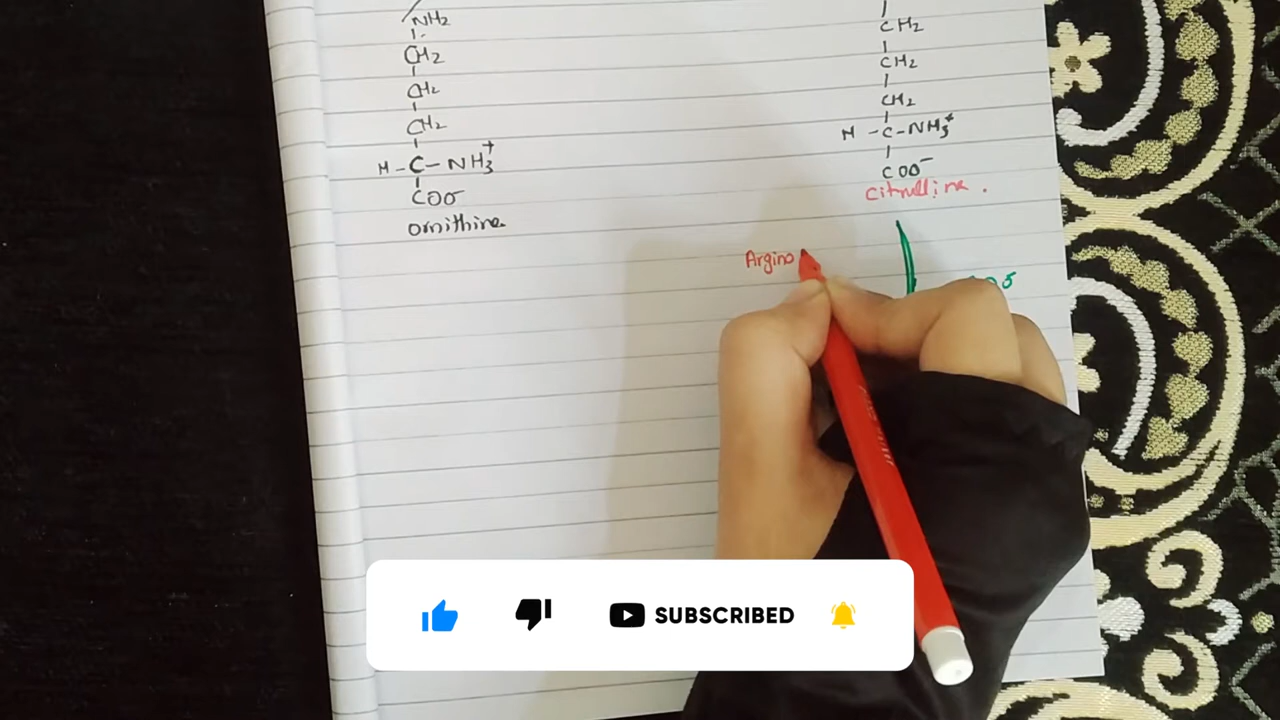 NH2
CH2
CH2
CH2
H - C - NH3+
COO-
ornithine
CH2
CH2
CH2
H - C - NH3+
COO-
Citrulline.
Argino
SUBSCRIBED